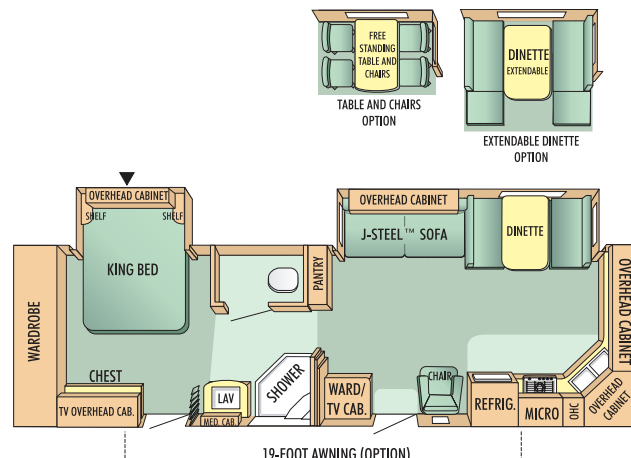 FREE
STANDING
TABLE AND
CHAIRS
TABLE AND CHAIRS
OPTION
DINETTE
EXTENDABLE
EXTENDABLE DINETTE
OPTION
OVERHEAD CABINET
SHELF
SHELF
KING BED
WARDROBE
CHEST
TV OVERHEAD CAB.
LAV
MED. CAB.
SHOWER
PANTRY
OVERHEAD CABINET
J-STEEL™ SOFA
DINETTE
WARD/
TV CAB.
CHAIR
REFRIG.
MICRO
OHC
OVERHEAD
CABINET
OVERHEAD CABINET
19-FOOT AWNING (OPTION)